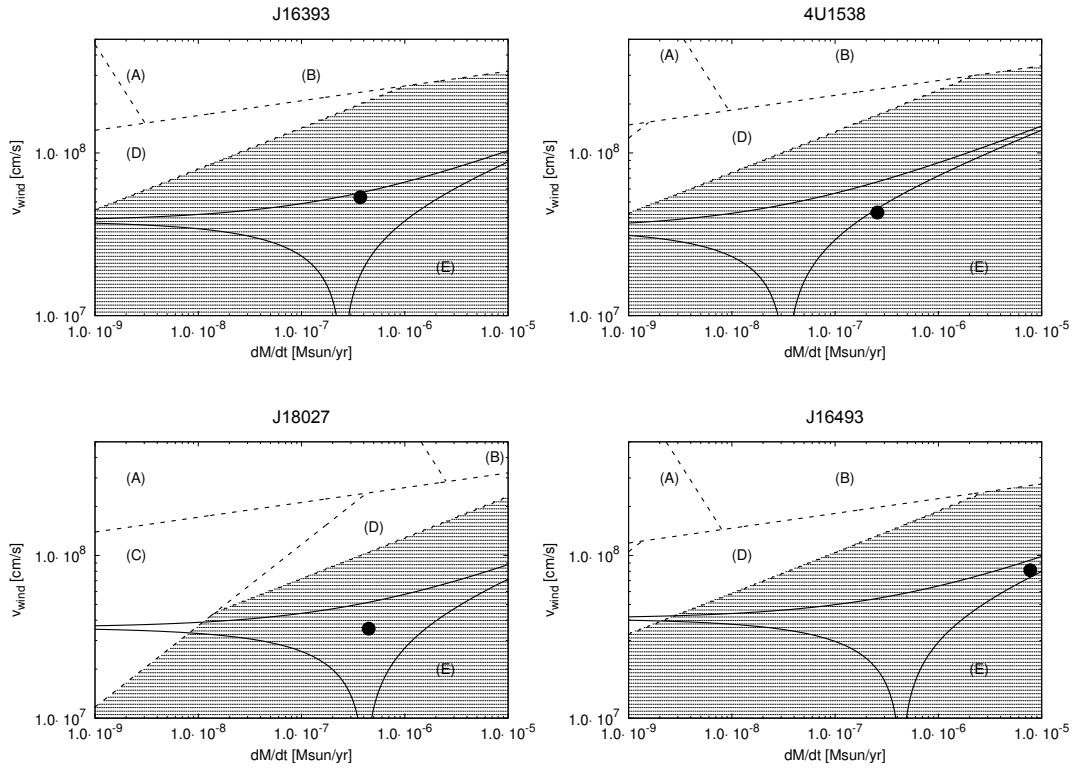 J16393
(A)
(B)
(D)
(E)
1.0· 10^8
1.0· 10^7
v_wind [cm/s]
1.0· 10^-9
1.0· 10^-8
1.0· 10^-7
1.0· 10^-6
1.0· 10^-5
dM/dt [Msun/yr]
4U1538
(A)
(B)
(D)
(E)
1.0· 10^8
1.0· 10^7
v_wind [cm/s]
1.0· 10^-9
1.0· 10^-8
1.0· 10^-7
1.0· 10^-6
1.0· 10^-5
dM/dt [Msun/yr]
J18027
(A)
(B)
(C)
(D)
(E)
1.0· 10^8
1.0· 10^7
v_wind [cm/s]
1.0· 10^-9
1.0· 10^-8
1.0· 10^-7
1.0· 10^-6
1.0· 10^-5
dM/dt [Msun/yr]
J16493
(A)
(B)
(D)
(E)
1.0· 10^8
1.0· 10^7
v_wind [cm/s]
1.0· 10^-9
1.0· 10^-8
1.0· 10^-7
1.0· 10^-6
1.0· 10^-5
dM/dt [Msun/yr]